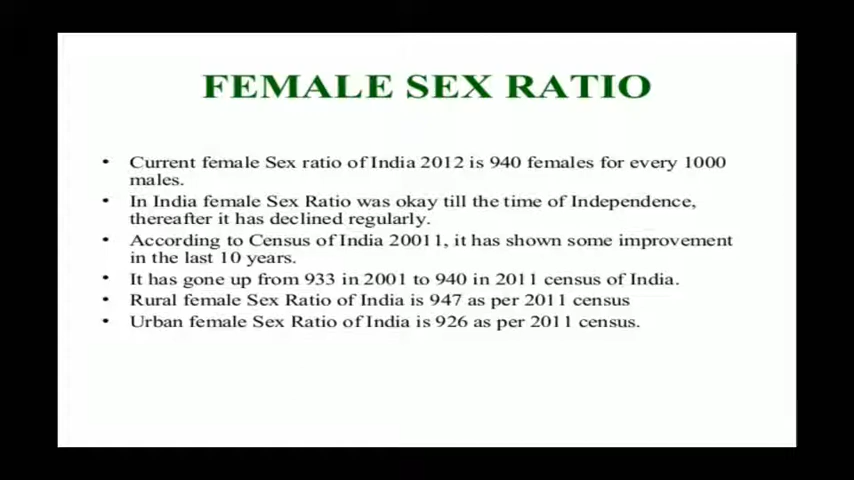 FEMALE SEX RATIO
• Current female Sex ratio of India 2012 is 940 females for every 1000
males.
• In India female Sex Ratio was okay till the time of Independence,
thereafter it has declined regularly.
• According to Census of India 20011, it has shown some improvement
in the last 10 years.
• It has gone up from 933 in 2001 to 940 in 2011 census of India.
• Rural female Sex Ratio of India is 947 as per 2011 census
• Urban female Sex Ratio of India is 926 as per 2011 census.